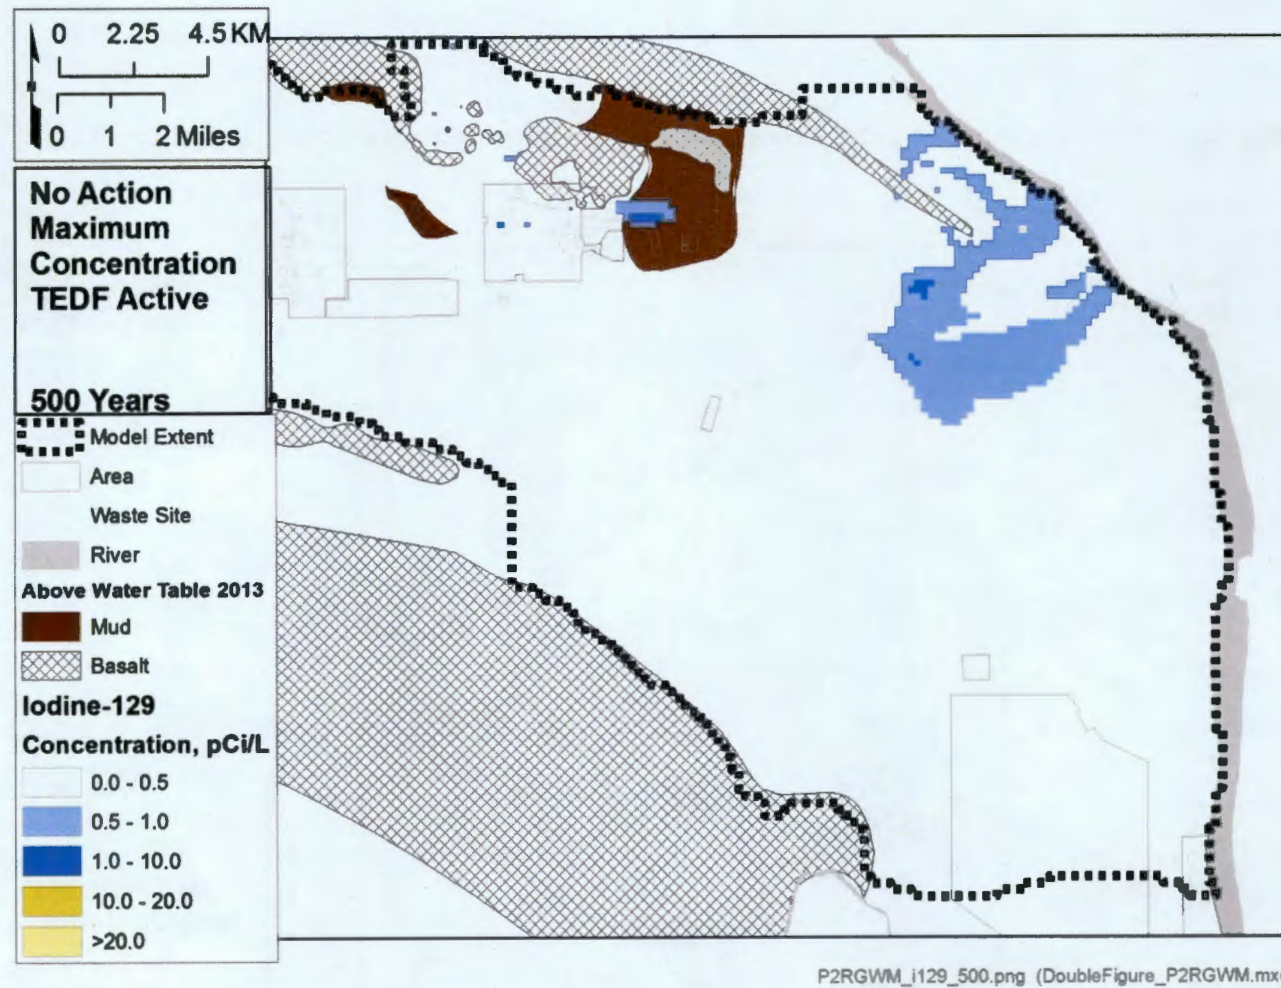 0 2.25 4.5 KM
0 1 2 Miles
No Action
Maximum
Concentration
TEDF Active
500 Years
Model Extent
Area
Waste Site
River
Above Water Table 2013
Mud
Basalt
Iodine-129
Concentration, pCi/L
0.0 - 0.5
0.5 - 1.0
1.0 - 10.0
10.0 - 20.0
>20.0
P2RGWM_i129_500.png (DoubleFigure_P2RGWM.mx